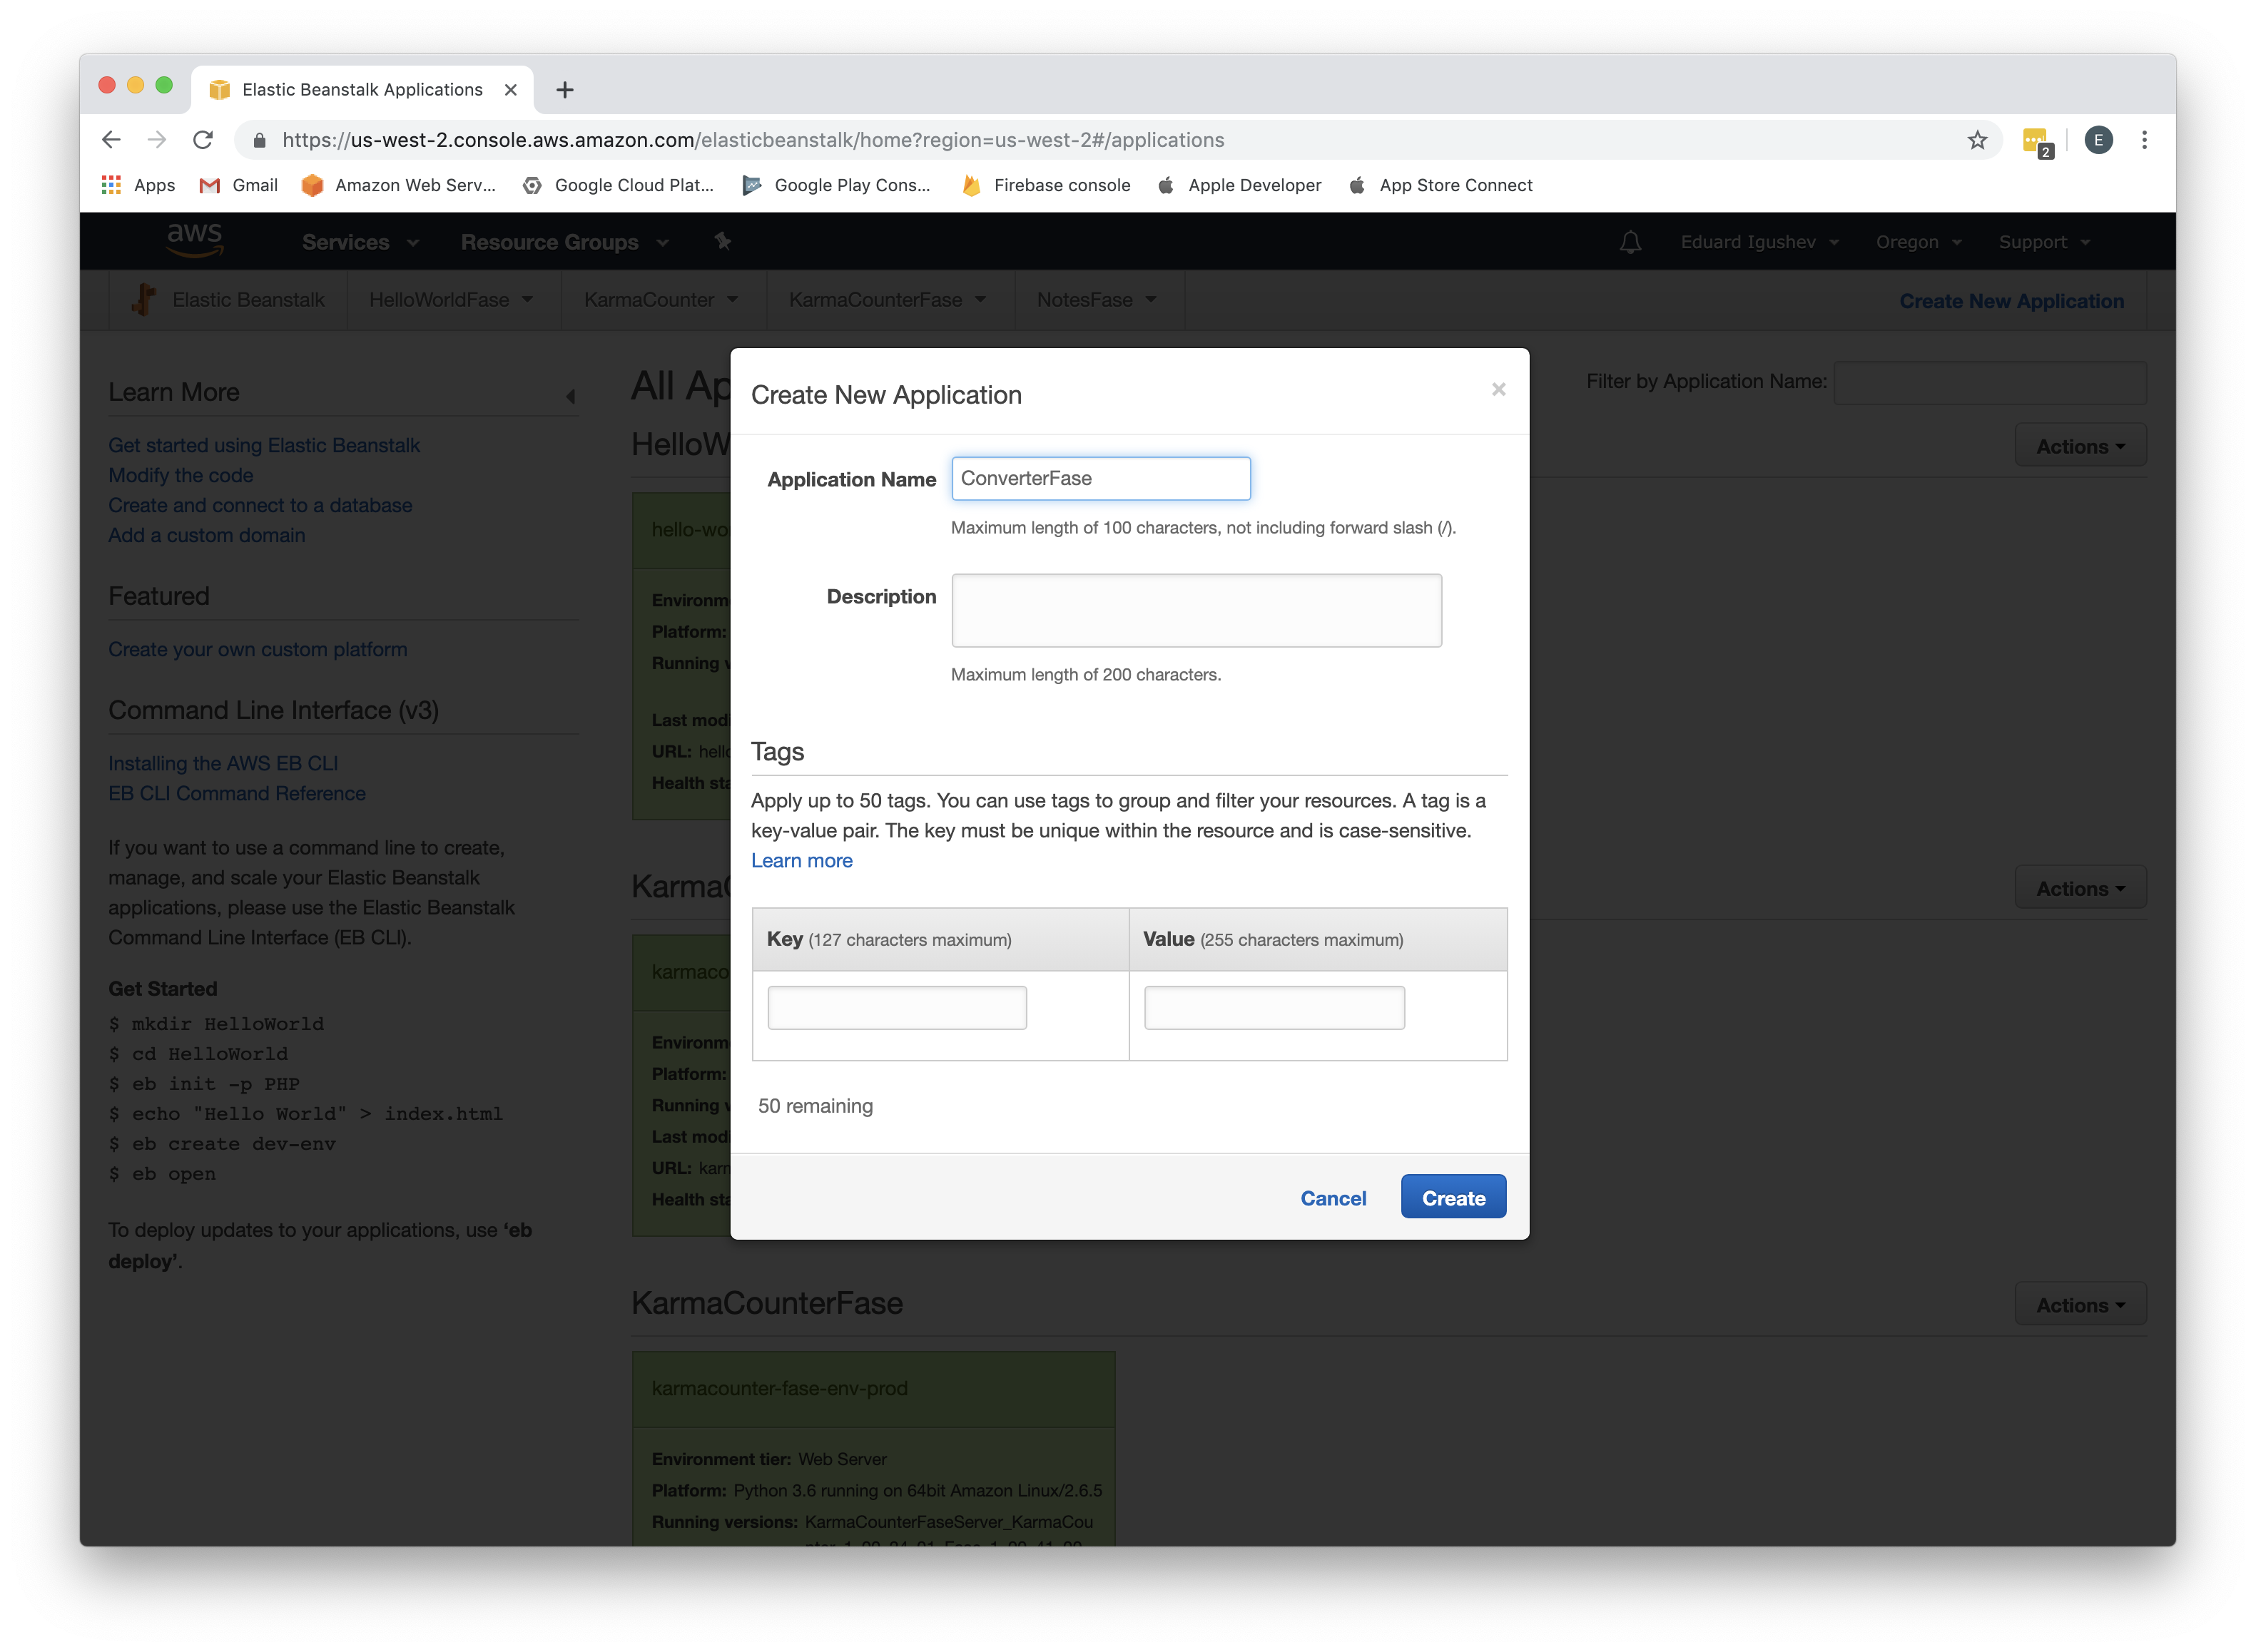 Elastic Beanstalk Applications
https://us-west-2.console.aws.amazon.com/elasticbeanstalk/home?region=us-west-2#/applications
2
E
Apps
Gmail
Amazon Web Serv...
Google Cloud Plat...
Google Play Cons...
Firebase console
Apple Developer
App Store Connect
aws
Services
Resource Groups
Eduard Igushev
Oregon
Support
Elastic Beanstalk
HelloWorldFase
KarmaCounter
KarmaCounterFase
NotesFase
Create New Application
Learn More
Get started using Elastic Beanstalk
Modify the code
Create and connect to a database
Add a custom domain
Featured
Create your own custom platform
Command Line Interface (v3)
Installing the AWS EB CLI
EB CLI Command Reference
If you want to use a command line to create,
manage, and scale your Elastic Beanstalk
applications, please use the Elastic Beanstalk
Command Line Interface (EB CLI).
Get Started
$ mkdir HelloWorld
$ cd HelloWorld
$ eb init -p PHP
$ echo "Hello World" > index.html
$ eb create dev-env
$ eb open
To deploy updates to your applications, use ‘eb
deploy’.
All Ap
Filter by Application Name:
HelloW
Actions
hello-wo
Environm
Platform:
Running v
Last modi
URL: hello
Health sta
KarmaC
Actions
karmaco
Environm
Platform:
Running v
Last modi
URL: karm
Health sta
KarmaCounterFase
Actions
karmacounter-fase-env-prod
Environment tier: Web Server
Platform: Python 3.6 running on 64bit Amazon Linux/2.6.5
Running versions: KarmaCounterFaseServer_KarmaCou
Create New Application
×
Application Name
ConverterFase
Maximum length of 100 characters, not including forward slash (/).
Description
Maximum length of 200 characters.
Tags
Apply up to 50 tags. You can use tags to group and filter your resources. A tag is a
key-value pair. The key must be unique within the resource and is case-sensitive.
Learn more
Key (127 characters maximum)
Value (255 characters maximum)
50 remaining
Cancel
Create